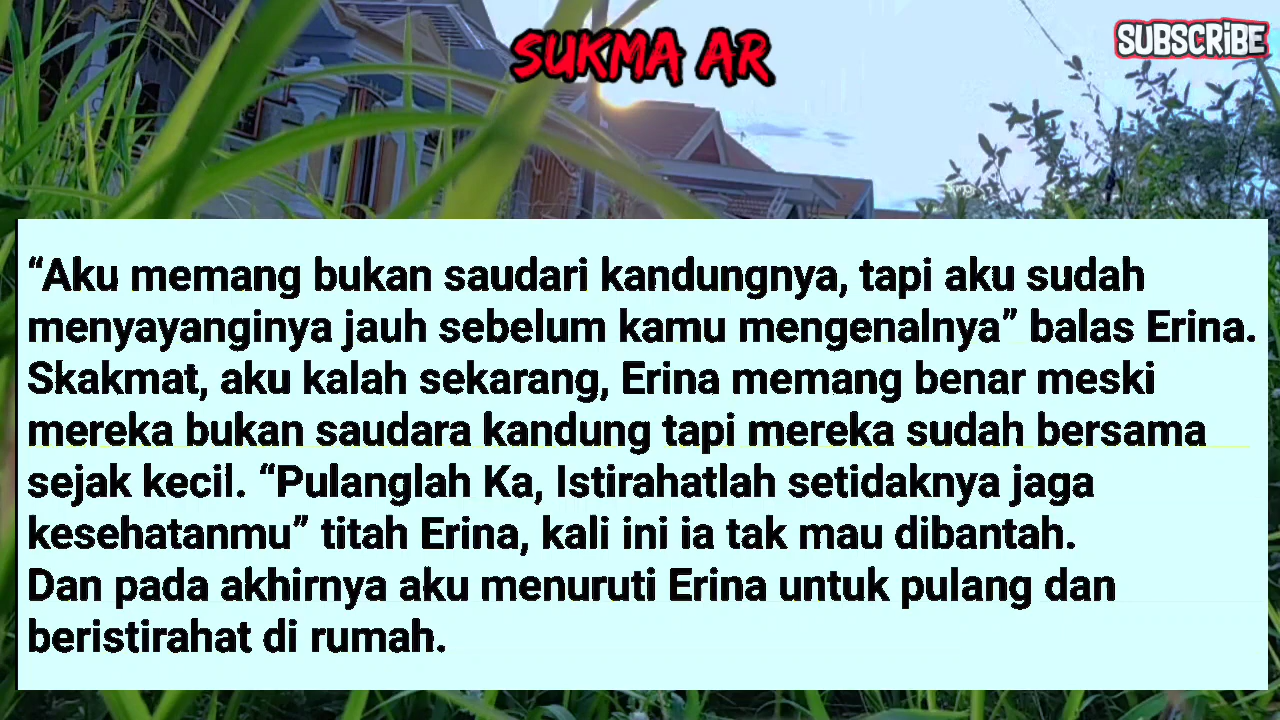 SUKMA AR
SUBSCRiBE
“Aku memang bukan saudari kandungnya, tapi aku sudah
menyayanginya jauh sebelum kamu mengenalnya” balas Erina.
Skakmat, aku kalah sekarang, Erina memang benar meski
mereka bukan saudara kandung tapi mereka sudah bersama
sejak kecil. “Pulanglah Ka, Istirahatlah setidaknya jaga
kesehatanmu” titah Erina, kali ini ia tak mau dibantah.
Dan pada akhirnya aku menuruti Erina untuk pulang dan
beristirahat di rumah.